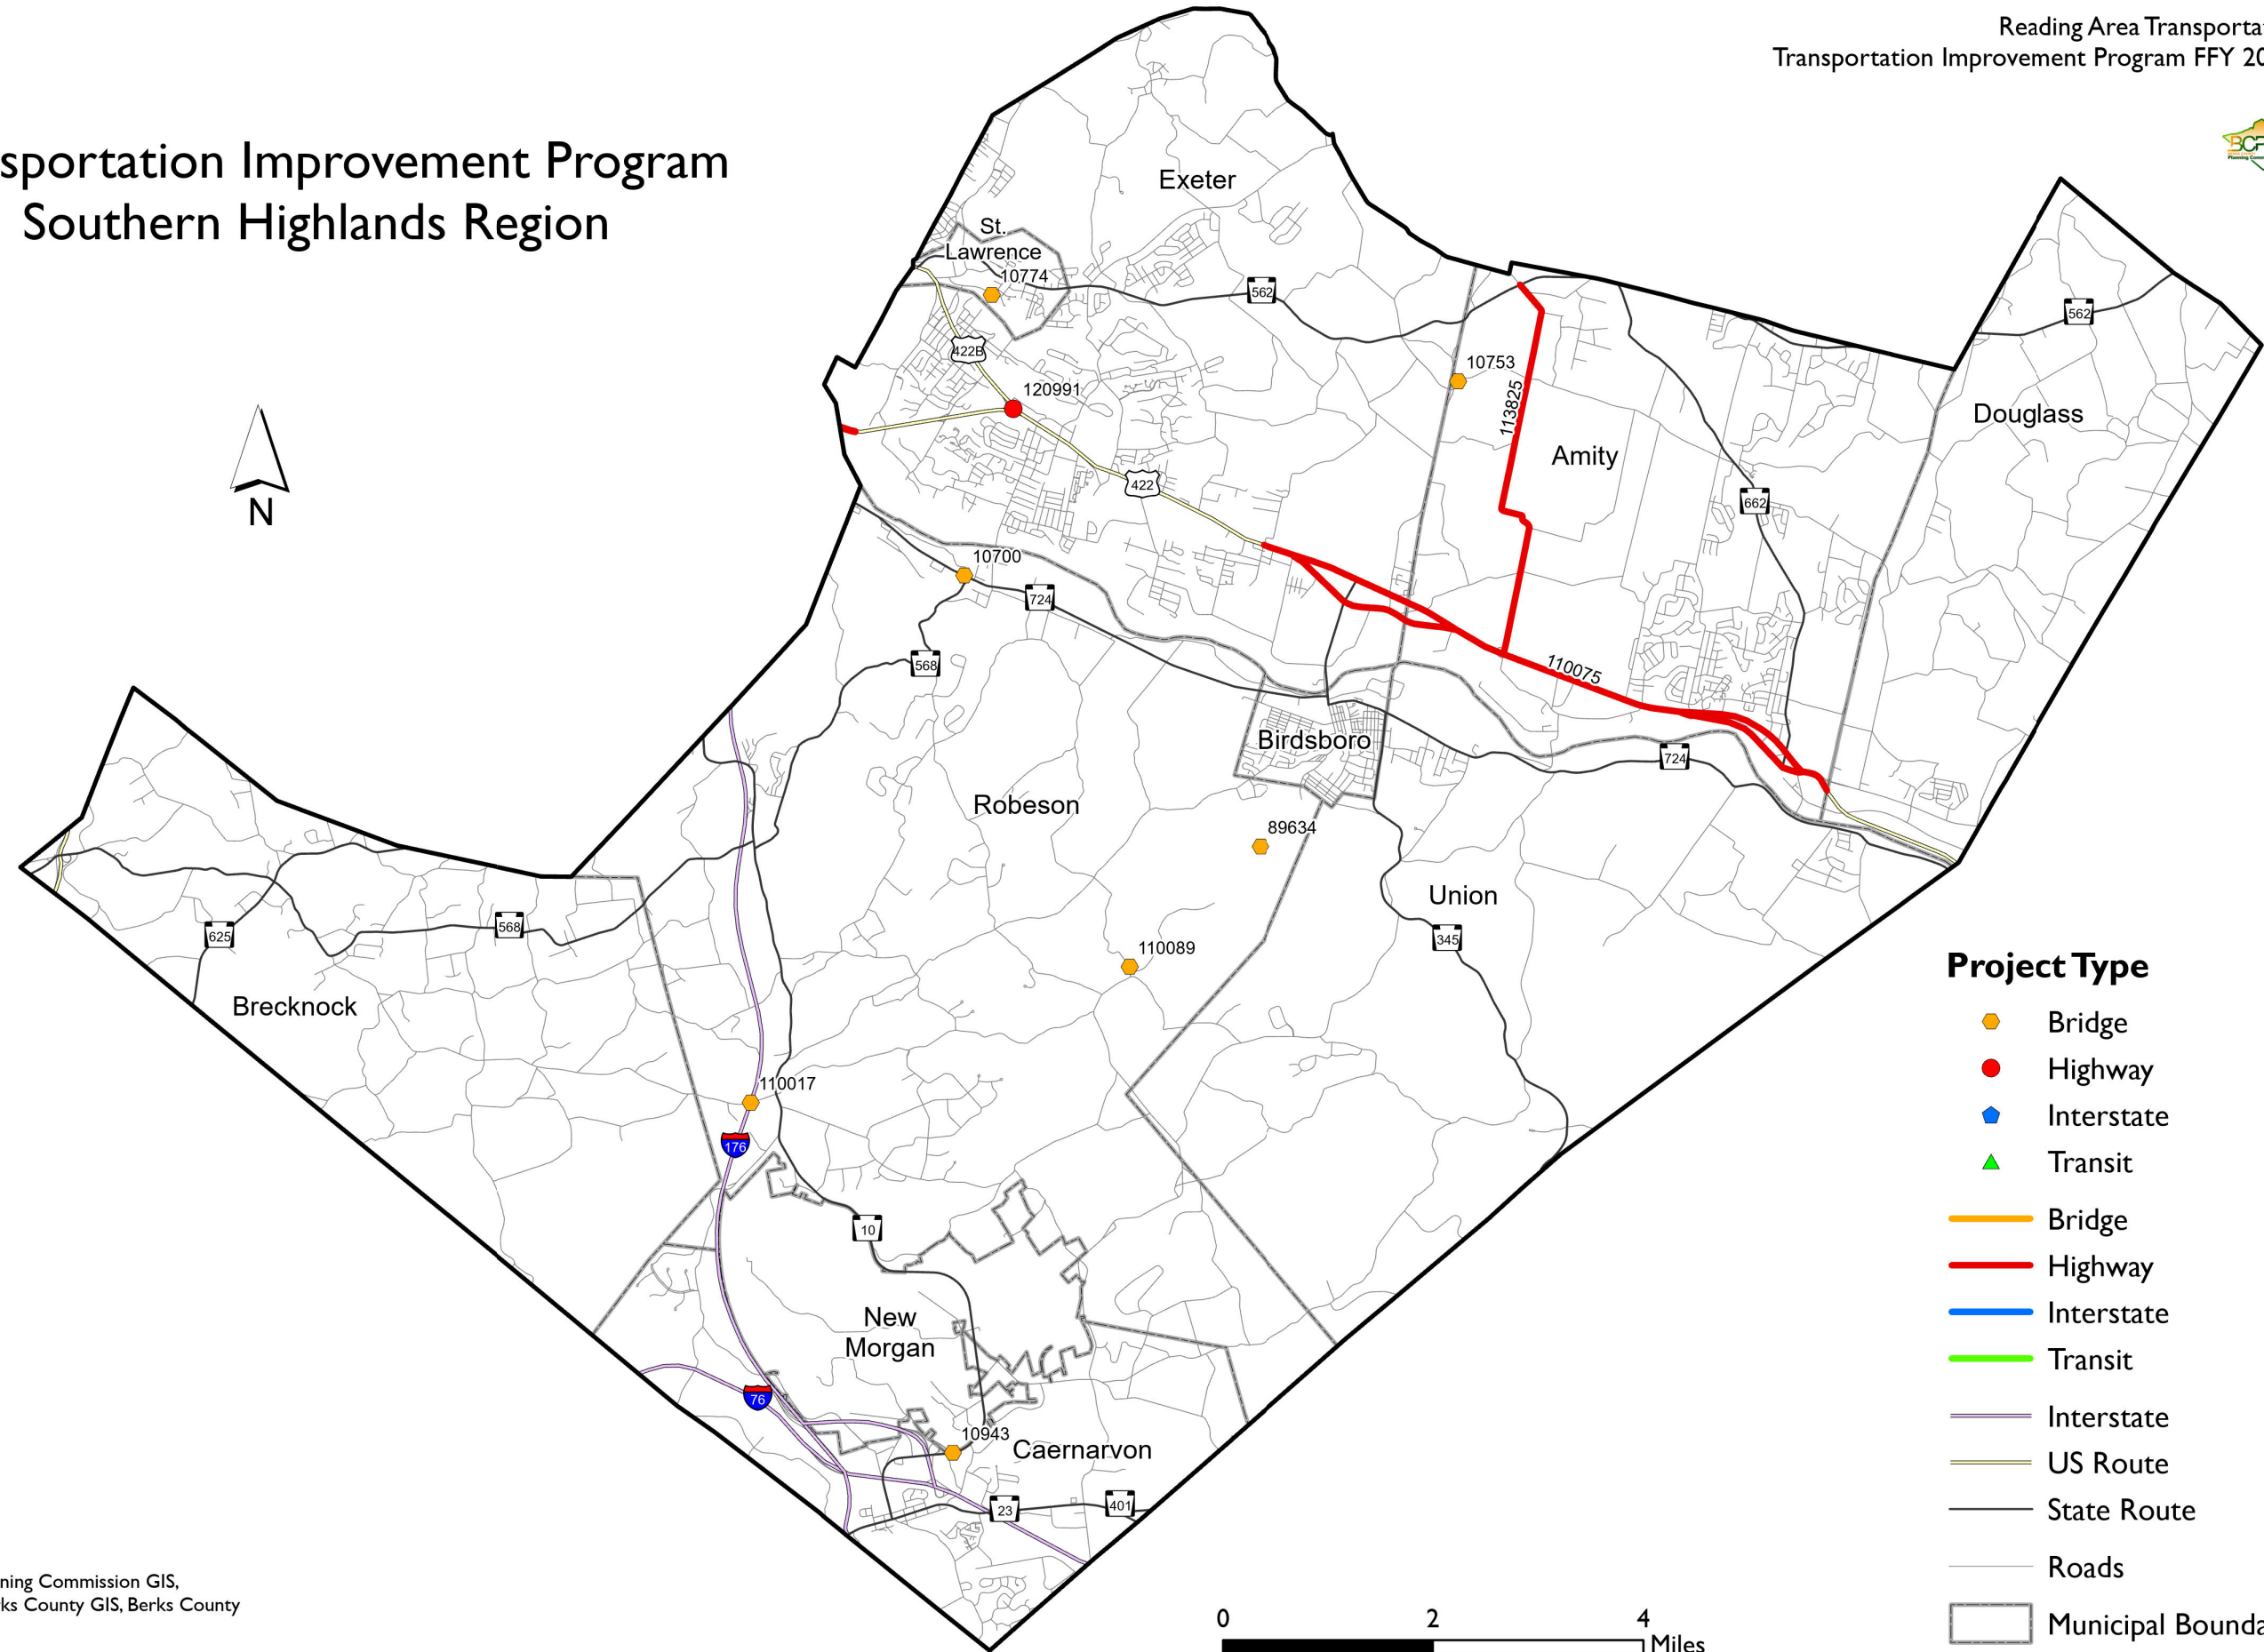 Reading Area Transporta
Transportation Improvement Program FFY 20
BCP
Planning Comm
sportation Improvement Program
Southern Highlands Region
N
Exeter
St.
Lawrence
10774
562
562
422B
10753
120991
113825
Douglass
Amity
422
662
10700
724
568
110075
Birdsboro
724
Robeson
89634
Union
625
568
345
110089
Brecknock
110017
176
10
New
Morgan
76
10943
Caernarvon
23
401
Project Type
Bridge
Highway
Interstate
Transit
Bridge
Highway
Interstate
Transit
Interstate
US Route
State Route
Roads
Municipal Bounda
ning Commission GIS,
ks County GIS, Berks County
0 2 4
Miles